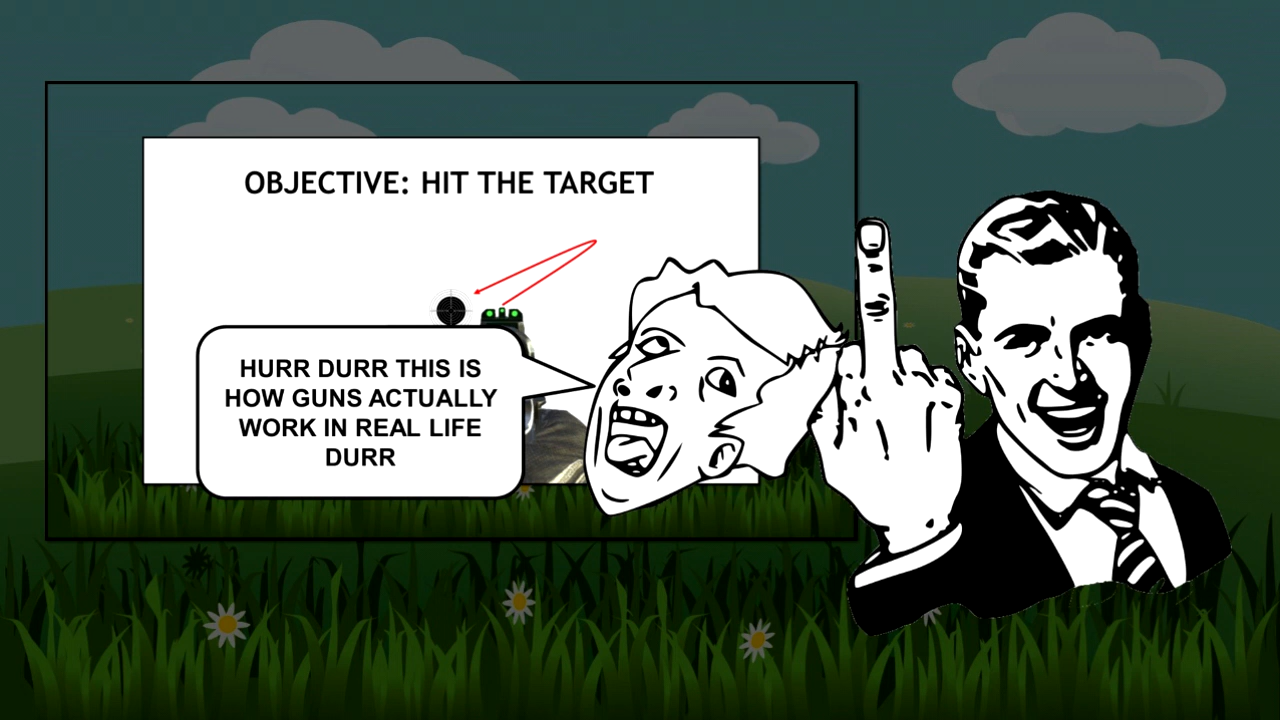 OBJECTIVE: HIT THE TARGET
HURR DURR THIS IS
HOW GUNS ACTUALLY
WORK IN REAL LIFE
DURR